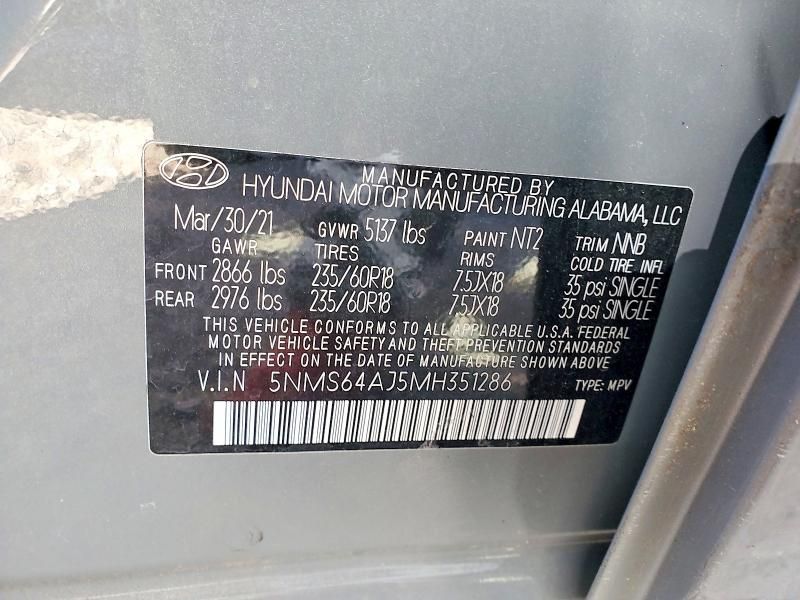 MANUFACTURED BY
HYUNDAI MOTOR MANUFACTURING ALABAMA, LLC
Mar/30/21 GVWR 5137 lbs PAINT NT2 TRIM NNB
GAWR TIRES RIMS COLD TIRE INFL
FRONT 2866 lbs 235/60R18 7.5JX18 35 psi SINGLE
REAR 2976 lbs 235/60R18 7.5JX18 35 psi SINGLE
THIS VEHICLE CONFORMS TO ALL APPLICABLE U.S.A. FEDERAL
MOTOR VEHICLE SAFETY AND THEFT PREVENTION STANDARDS
IN EFFECT ON THE DATE OF MANUFACTURE SHOWN ABOVE
V.I.N 5NMS64AJ5MH351286 TYPE: MPV